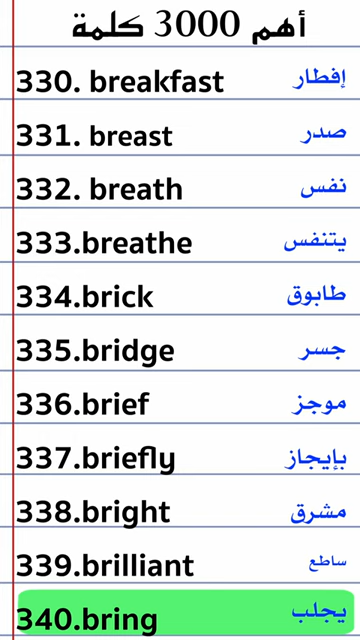 أهم 3000 كلمة
330. breakfast إفطار
331. breast صدر
332. breath نفس
333.breathe يتنفس
334.brick طابوق
335.bridge جسر
336.brief موجز
337.briefly بإيجاز
338.bright مشرق
339.brilliant ساطع
340.bring يجلب